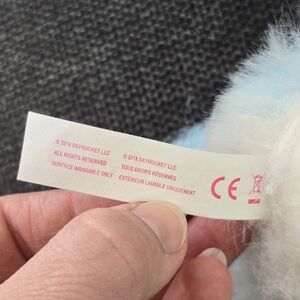 © 2018 SKYROCKET LLC
ALL RIGHTS RESERVED
SURFACE WASHABLE ONLY
© 2018 SKYROCKET LLC
TOUS DROITS RÉSERVÉS
EXTÉRIEUR LAVABLE UNIQUEMENT
CE